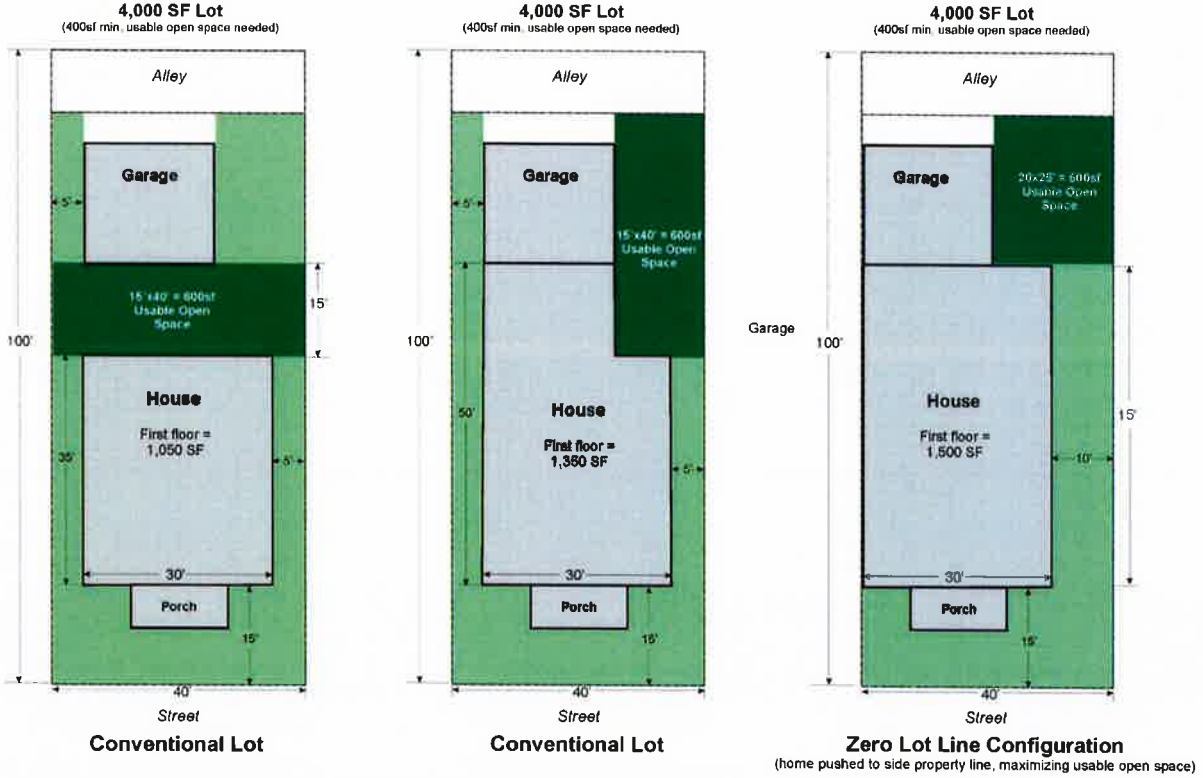 4,000 SF Lot
(400sf min, usable open space needed)
Alley
Garage
5'
15'x40' = 600sf
Usable Open
Space
15'
100'
House
First floor =
1,050 SF
35'
5'
30'
Porch
15'
40'
Street
Conventional Lot
4,000 SF Lot
(400sf min, usable open space needed)
Alley
Garage
5'
15'x40' = 600sf
Usable Open
Space
100'
50'
House
First floor =
1,350 SF
5'
30'
Porch
15'
40'
Street
Conventional Lot
4,000 SF Lot
(400sf min, usable open space needed)
Alley
Garage
20x25' = 500sf
Usable Open
Space
Garage
100'
House
First floor =
1,500 SF
15'
10'
30'
Porch
15'
40'
Street
Zero Lot Line Configuration
(home pushed to side property line, maximizing usable open space)